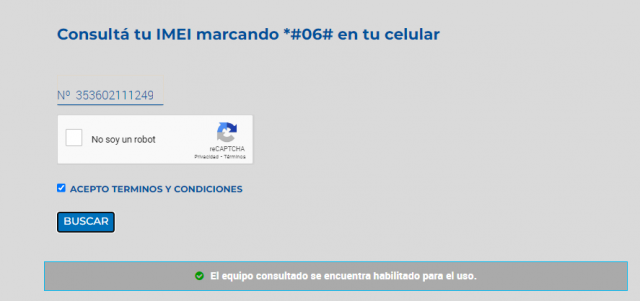 Consultá tu IMEI marcando *#06# en tu celular
Nº 353602111249
No soy un robot
reCAPTCHA
Privacidad - Términos
ACEPTO TERMINOS Y CONDICIONES
BUSCAR
El equipo consultado se encuentra habilitado para el uso.